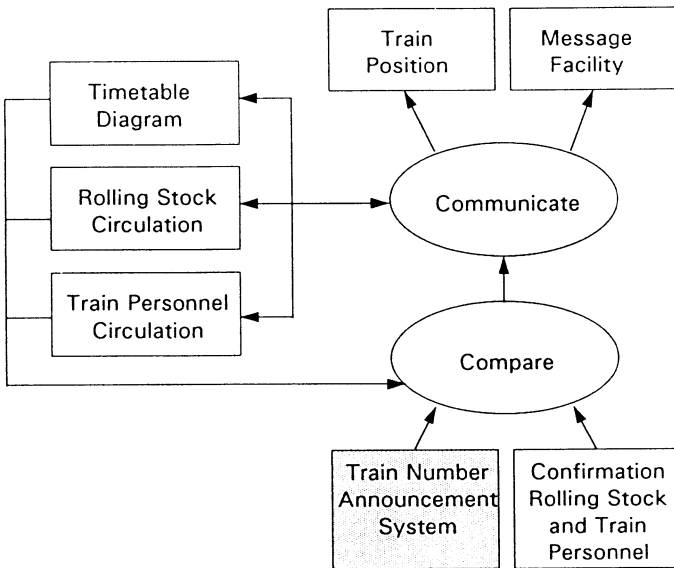 Train
Position
Message
Facility
Timetable
Diagram
Rolling Stock
Circulation
Communicate
Train Personnel
Circulation
Compare
Train Number
Announcement
System
Confirmation
Rolling Stock
and Train
Personnel